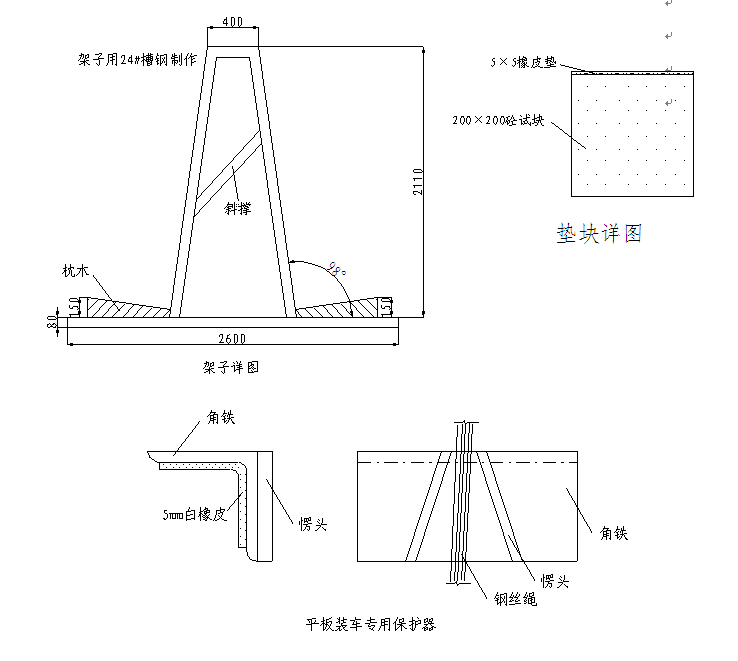 400
架子用24#槽钢制作
5×5橡皮垫
200×200砼试块
2110
斜撑
垫块详图
98°
枕木
150
150
80
2600
架子详图
角铁
5mm白橡皮
愣头
角铁
愣头
钢丝绳
平板装车专用保护器